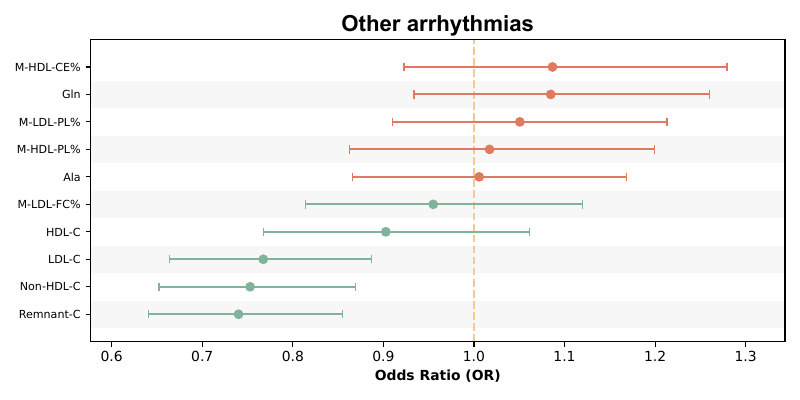 Other arrhythmias
M-HDL-CE%
Gln
M-LDL-PL%
M-HDL-PL%
Ala
M-LDL-FC%
HDL-C
LDL-C
Non-HDL-C
Remnant-C
0.6 0.7 0.8 0.9 1.0 1.1 1.2 1.3
Odds Ratio (OR)